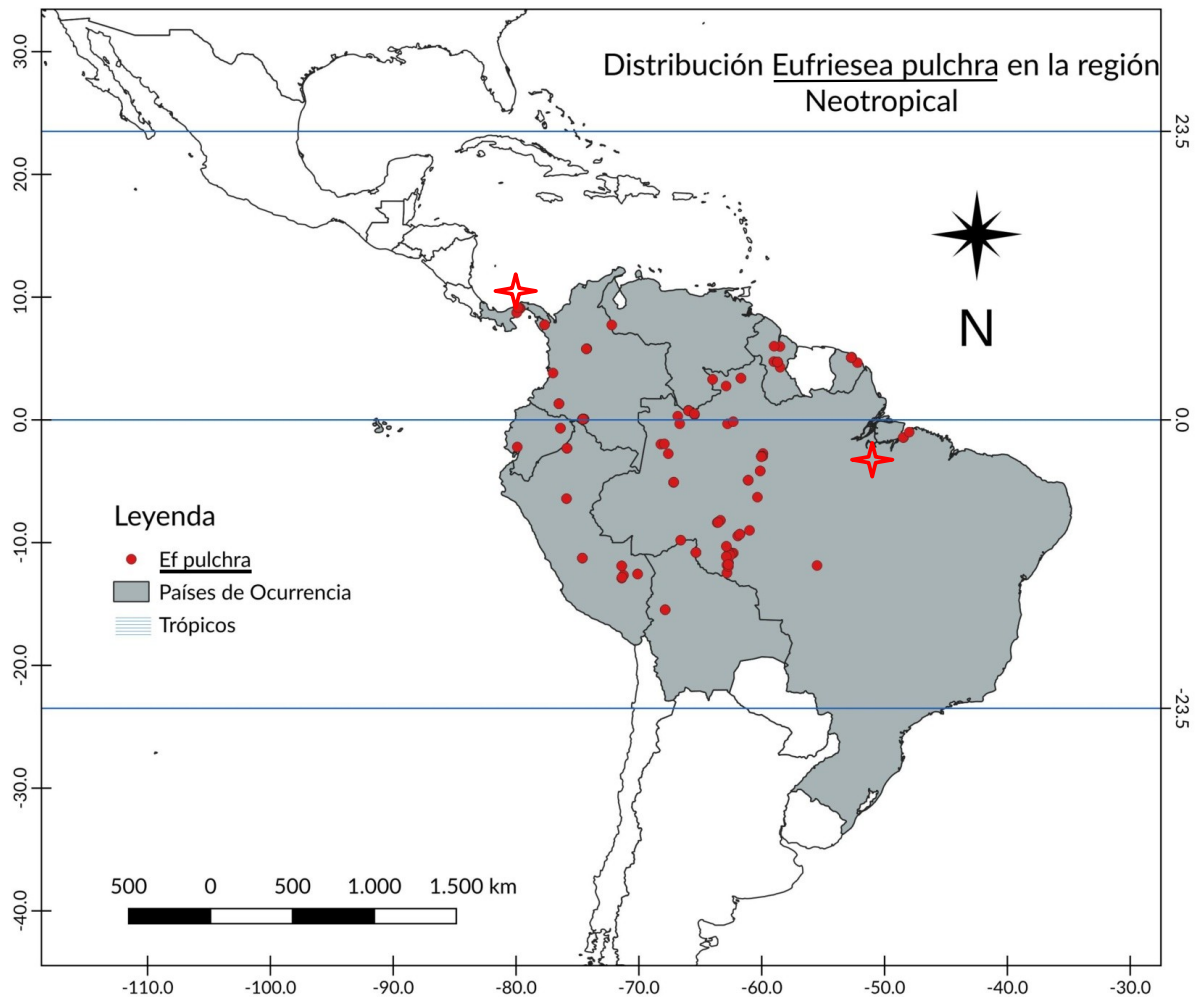 Distribución Eufriesea pulchra en la región
Neotropical
N
Leyenda
Ef pulchra
Países de Ocurrencia
Trópicos
500 0 500 1.000 1.500 km
30.0
20.0
10.0
0.0
-10.0
-20.0
-30.0
-40.0
23.5
0.0
-23.5
-110.0 -100.0 -90.0 -80.0 -70.0 -60.0 -50.0 -40.0 -30.0